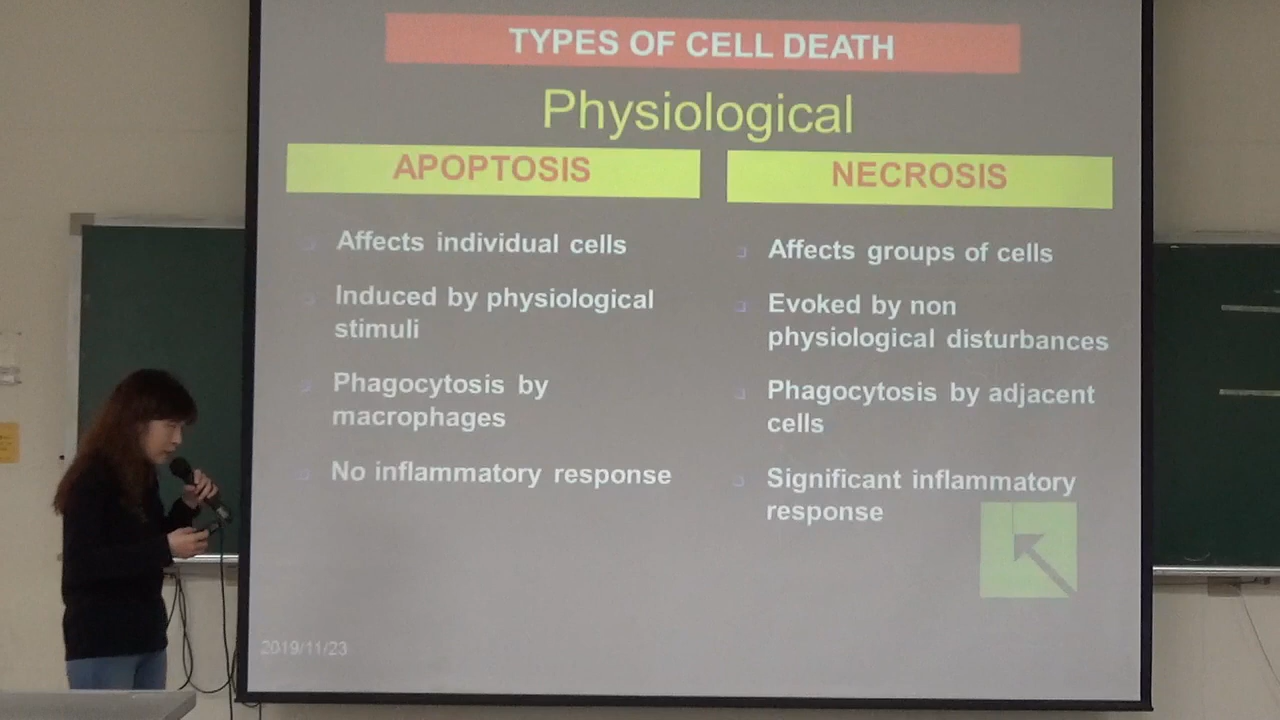 TYPES OF CELL DEATH
Physiological
APOPTOSIS
Affects individual cells
Induced by physiological
stimuli
Phagocytosis by
macrophages
No inflammatory response
NECROSIS
Affects groups of cells
Evoked by non
physiological disturbances
Phagocytosis by adjacent
cells
Significant inflammatory
response
2019/11/23